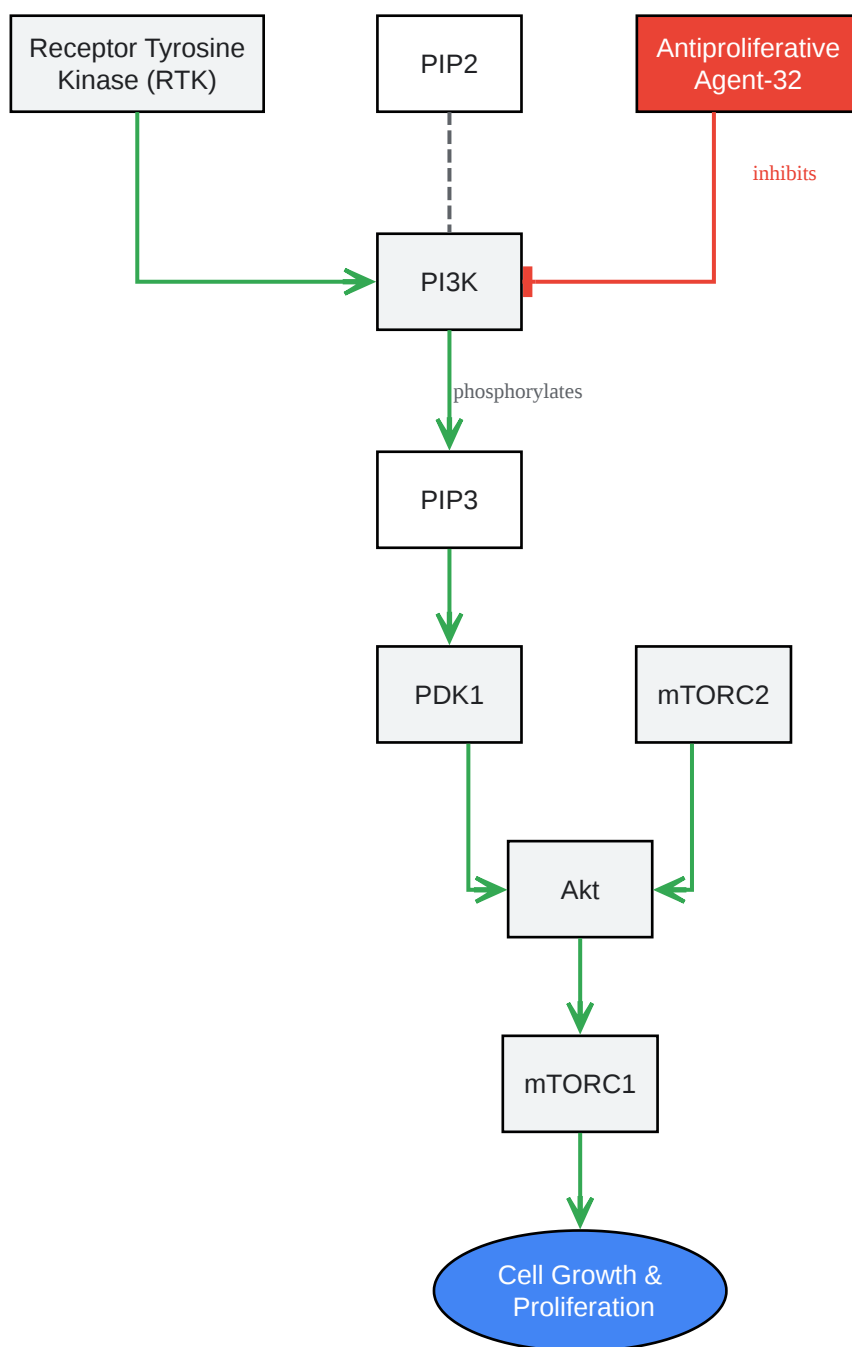 Receptor Tyrosine
Kinase (RTK)
PIP2
Antiproliferative
Agent-32
inhibits
PI3K
phosphorylates
PIP3
PDK1
mTORC2
Akt
mTORC1
Cell Growth &
Proliferation